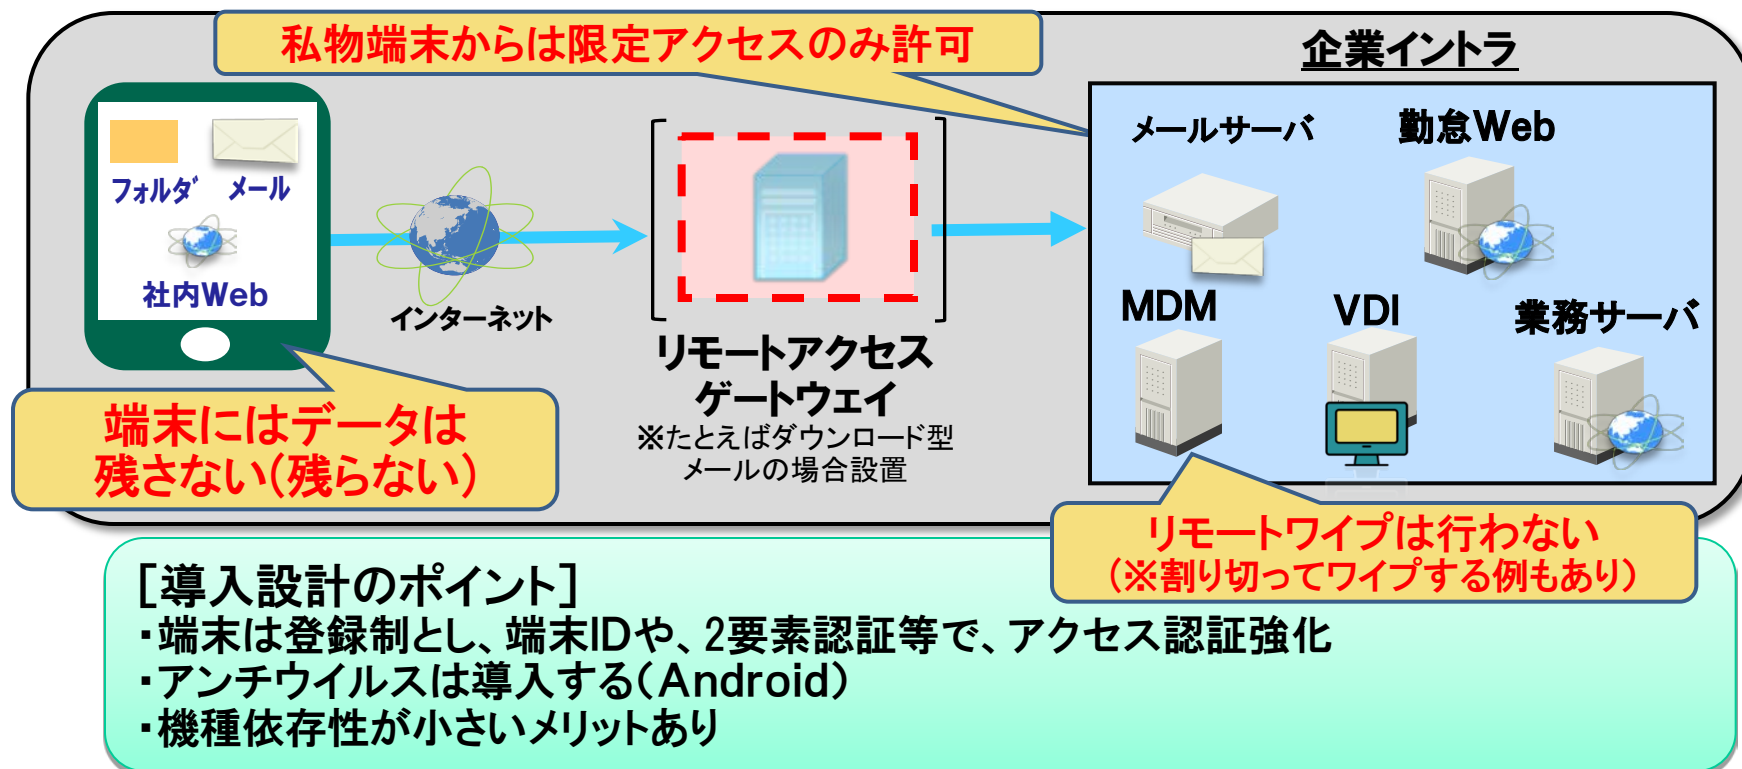 私物端末からは限定アクセスのみ許可
企業イントラ
フォルダ
メール
社内Web
インターネット
リモートアクセス
ゲートウェイ
※たとえばダウンロード型
メールの場合設置
メールサーバ
勤怠Web
MDM
VDI
業務サーバ
端末にはデータは
残さない(残らない)
リモートワイプは行わない
(※割り切ってワイプする例もあり)
[導入設計のポイント]
・端末は登録制とし、端末IDや、2要素認証等で、アクセス認証強化
・アンチウイルスは導入する(Android)
・機種依存性が小さいメリットあり